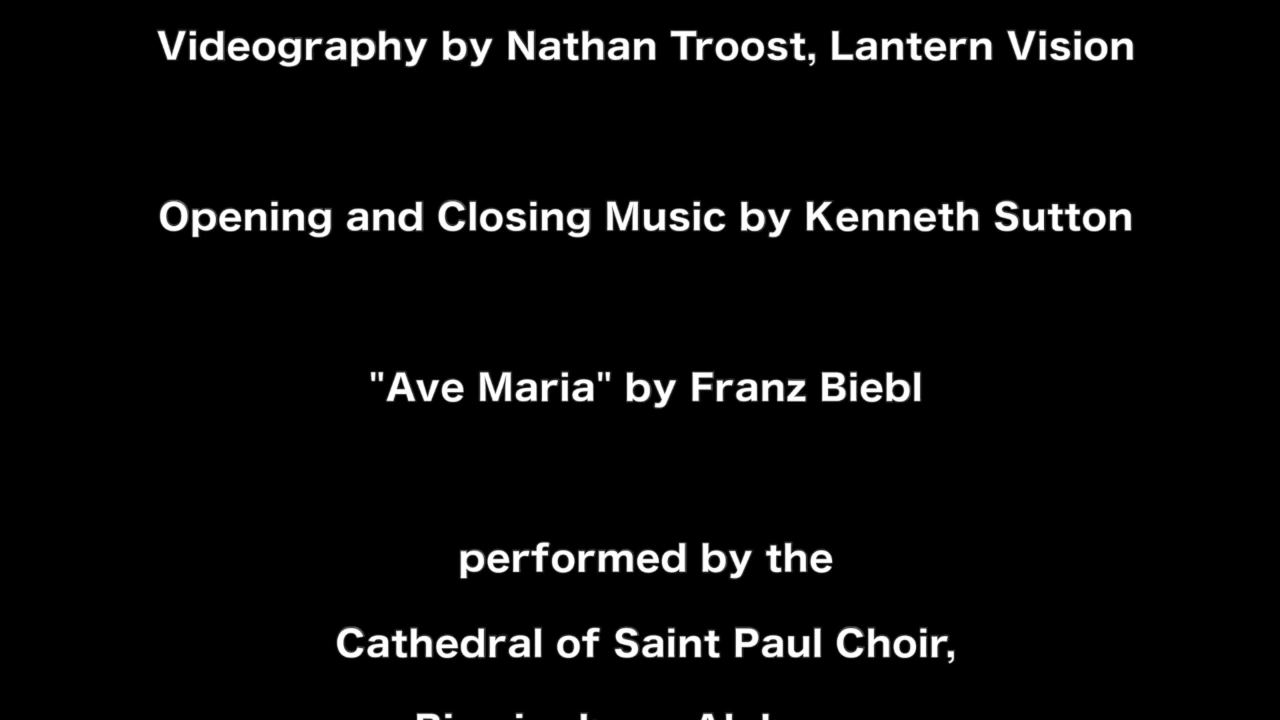 Videography by Nathan Troost, Lantern Vision
Opening and Closing Music by Kenneth Sutton
"Ave Maria" by Franz Biebl
performed by the
Cathedral of Saint Paul Choir,